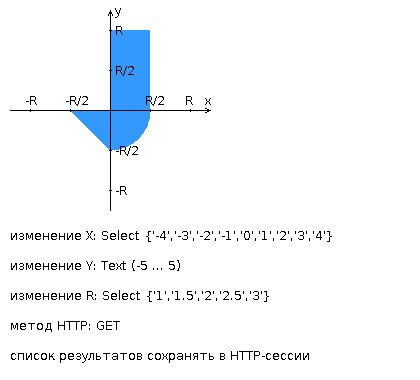 y
R
R/2
-R -R/2 R/2 R x
-R/2
-R
изменение X: Select {'-4','-3','-2','-1','0','1','2','3','4'}
изменение Y: Text (-5 ... 5)
изменение R: Select {'1','1.5','2','2.5','3'}
метод HTTP: GET
список результатов сохранять в HTTP-сессии